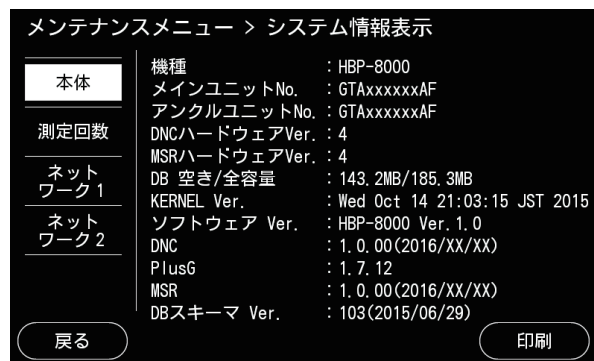 メンテナンスメニュー > システム情報表示
本体
測定回数
ネット
ワーク1
ネット
ワーク2
機種 : HBP-8000
メインユニットNo. : GTAxxxxxxAF
アンクルユニットNo. : GTAxxxxxxAF
DNCハードウェアVer. : 4
MSRハードウェアVer. : 4
DB 空き/全容量 : 143.2MB/185.3MB
KERNEL Ver. : Wed Oct 14 21:03:15 JST 2015
ソフトウェア Ver. : HBP-8000 Ver.1.0
DNC : 1.0.00(2016/XX/XX)
PlusG : 1.7.12
MSR : 1.0.00(2016/XX/XX)
DBスキーマ Ver. : 103(2015/06/29)
戻る
印刷